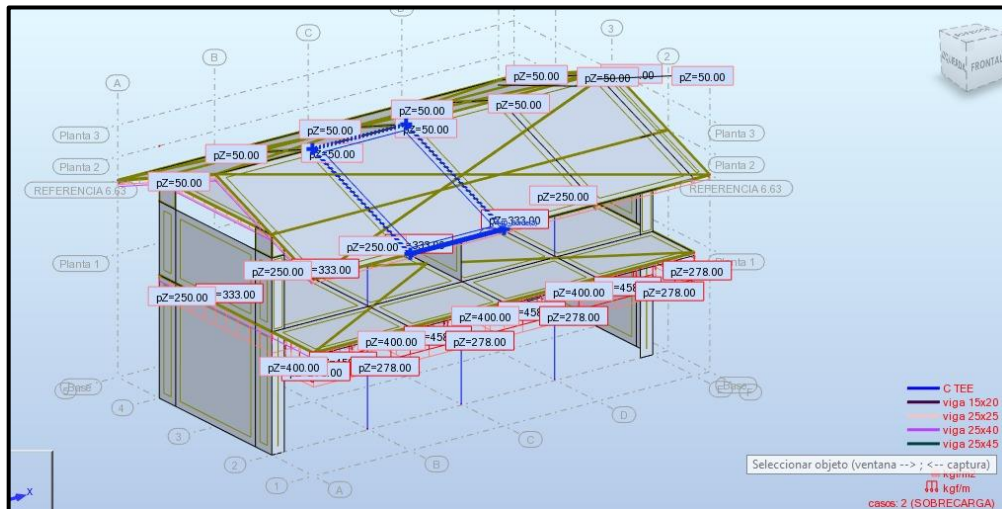 A
B
C
3
2
FRONTAL
Planta 3
Planta 2
REFERENCIA 6.63
Planta 1
Planta 3
Planta 2
REFERENCIA 6.63
Planta 1
pZ=50.00
pZ=50.00
pZ=50.00
pZ=50.00
pZ=50.00
pZ=50.00
pZ=50.00
pZ=50.00
pZ=50.00
pZ=50.00
pZ=250.00
pZ=333.00
pZ=250.00
=333.00
pZ=250.00
=333.00
pZ=250.00
=333.00
pZ=278.00
pZ=400.00
pZ=278.00
pZ=400.00
pZ=278.00
pZ=400.00
pZ=278.00
pZ=400.00
pZ=278.00
Base
Base
4
3
2
1
A
B
C
D
C TEE
viga 15x20
viga 25x25
viga 25x40
viga 25x45
Seleccionar objeto (ventana --> ; <-- captura)
kgf/m
casos: 2 (SOBRECARGA)
X